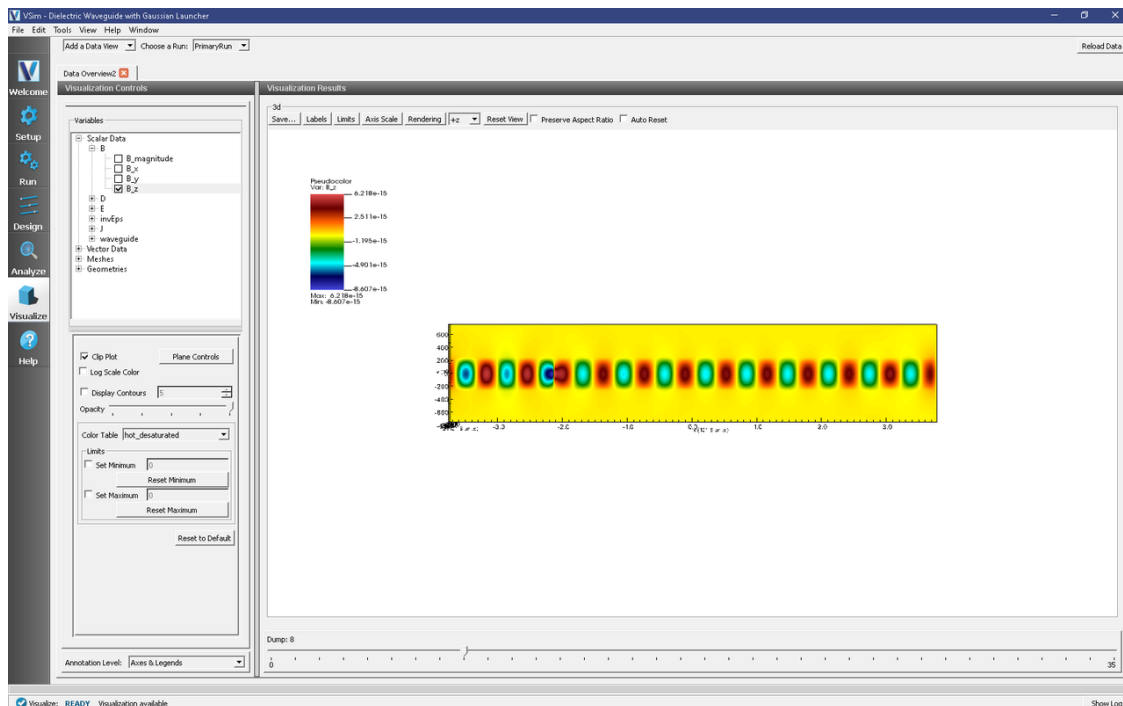 VSim - Dielectric Waveguide with Gaussian Launcher
File Edit Tools View Help Window
Add a Data View Choose a Run: PrimaryRun Reload Data
Welcome
Setup
Run
Design
Analyze
Visualize
Help
Data Overview2
Visualization Controls
Variables
Scalar Data
B
B_magnitude
B_x
B_y
B_z
D
E
invEps
J
waveguide
Vector Data
Meshes
Geometries
Clip Plot Plane Controls
Log Scale Color
Display Contours 5
Opacity
Color Table hot_desaturated
Limits
Set Minimum 0
Reset Minimum
Set Maximum 0
Reset Maximum
Reset to Default
Annotation Level: Axes & Legends
Visualization Results
3d
Save... Labels Limits Axis Scale Rendering +z Reset View Preserve Aspect Ratio Auto Reset
Pseudocolor
Var: B_z
6.218e-15
2.511e-15
-1.195e-15
-4.901e-15
-8.607e-15
Max: 6.218e-15
Min: -8.607e-15
600
400
200
-200
-400
-600
-3.0 -2.0 -1.0 0.0 1.0 2.0 3.0
Dump: 8
0 35
Visualize: READY Visualization available Show Log